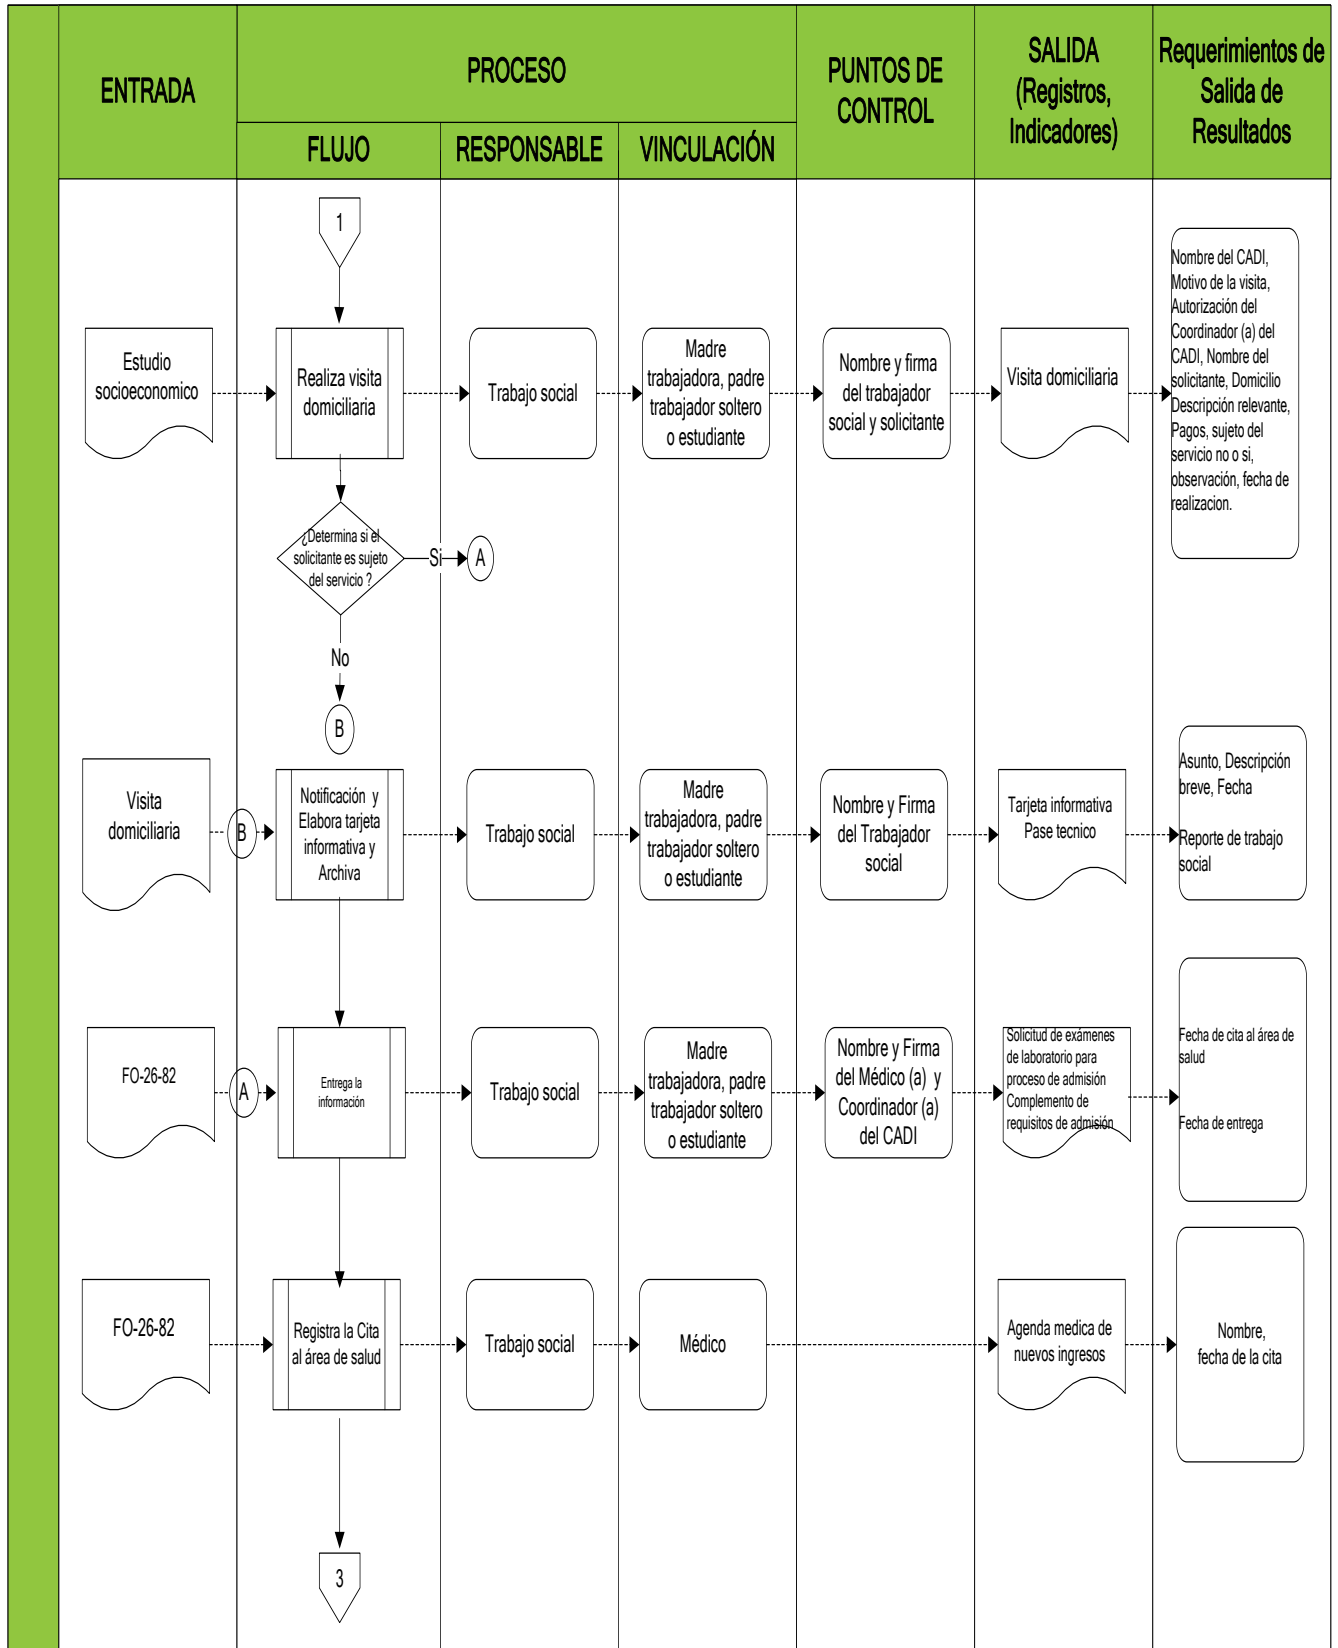 ENTRADA
PROCESO
PUNTOS DE
CONTROL
SALIDA
(Registros,
Indicadores)
Requerimientos de
Salida de
Resultados
FLUJO
RESPONSABLE
VINCULACIÓN
1
Estudio
socioeconomico
Realiza visita
domiciliaria
Trabajo social
Madre
trabajadora, padre
trabajador soltero
o estudiante
Nombre y firma
del trabajador
social y solicitante
Visita domiciliaria
Nombre del CADI,
Motivo de la visita,
Autorización del
Coordinador (a) del
CADI, Nombre del
solicitante, Domicilio
Descripción relevante,
Pagos, sujeto del
servicio no o si,
observación, fecha de
realizacion.
¿Determina si el
solicitante es sujeto
del servicio ?
Si
A
No
B
Visita
domiciliaria
B
Notificación y
Elabora tarjeta
informativa y
Archiva
Trabajo social
Madre
trabajadora, padre
trabajador soltero
o estudiante
Nombre y Firma
del Trabajador
social
Tarjeta informativa
Pase tecnico
Asunto, Descripción
breve, Fecha
Reporte de trabajo
social
FO-26-82
A
Entrega la
información
Trabajo social
Madre
trabajadora, padre
trabajador soltero
o estudiante
Nombre y Firma
del Médico (a) y
Coordinador (a)
del CADI
Solicitud de exámenes
de laboratorio para
proceso de admisión
Complemento de
requisitos de admisión
Fecha de cita al área de
salud
Fecha de entrega
FO-26-82
Registra la Cita
al área de salud
Trabajo social
Médico
Agenda medica de
nuevos ingresos
Nombre,
fecha de la cita
3